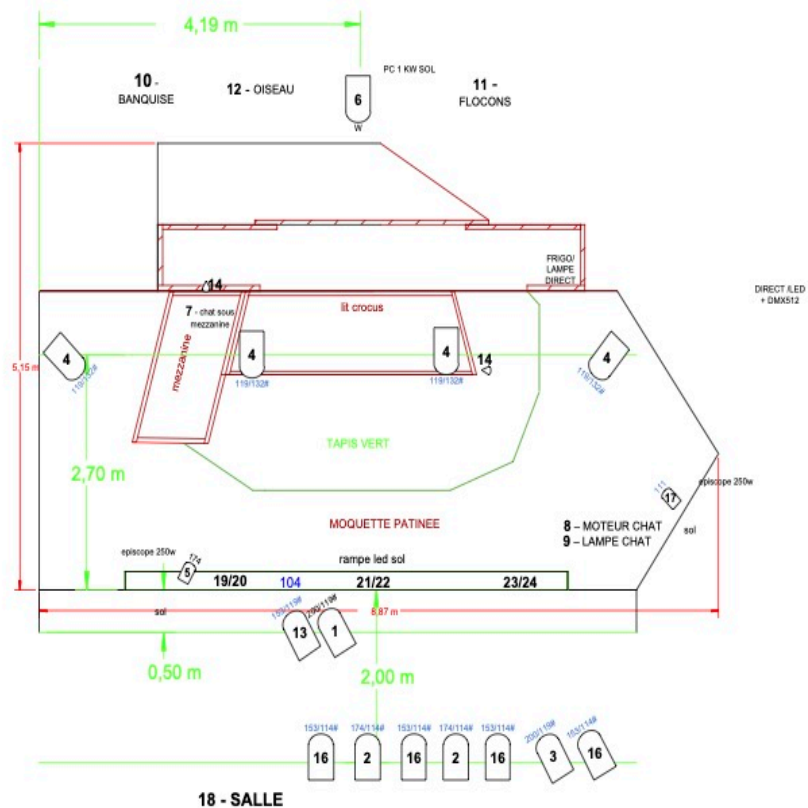 4,19 m
PC 1 KW SOL
10 -
BANQUISE
12 - OISEAU
11 -
FLOCONS
6
W
FRIGO/
LAMPE
DIRECT
DIRECT /LED
+ DMX512
14
7 - chat sous
mezzanine
mezzanine
lit crocus
4
119/132#
4
119/132#
4
119/132#
14
4
119/132#
5,15 m
TAPIS VERT
2,70 m
111
17
episcope 250w
sol
MOQUETTE PATINEE
8 – MOTEUR CHAT
9 – LAMPE CHAT
episcope 250w
174
5
rampe led sol
19/20
104
21/22
23/24
sol
153/119#
200/119#
8,87 m
13
1
0,50 m
2,00 m
153/114#
174/114#
153/114#
174/114#
153/114#
200/119#
153/114#
16
2
16
2
16
3
16
18 - SALLE